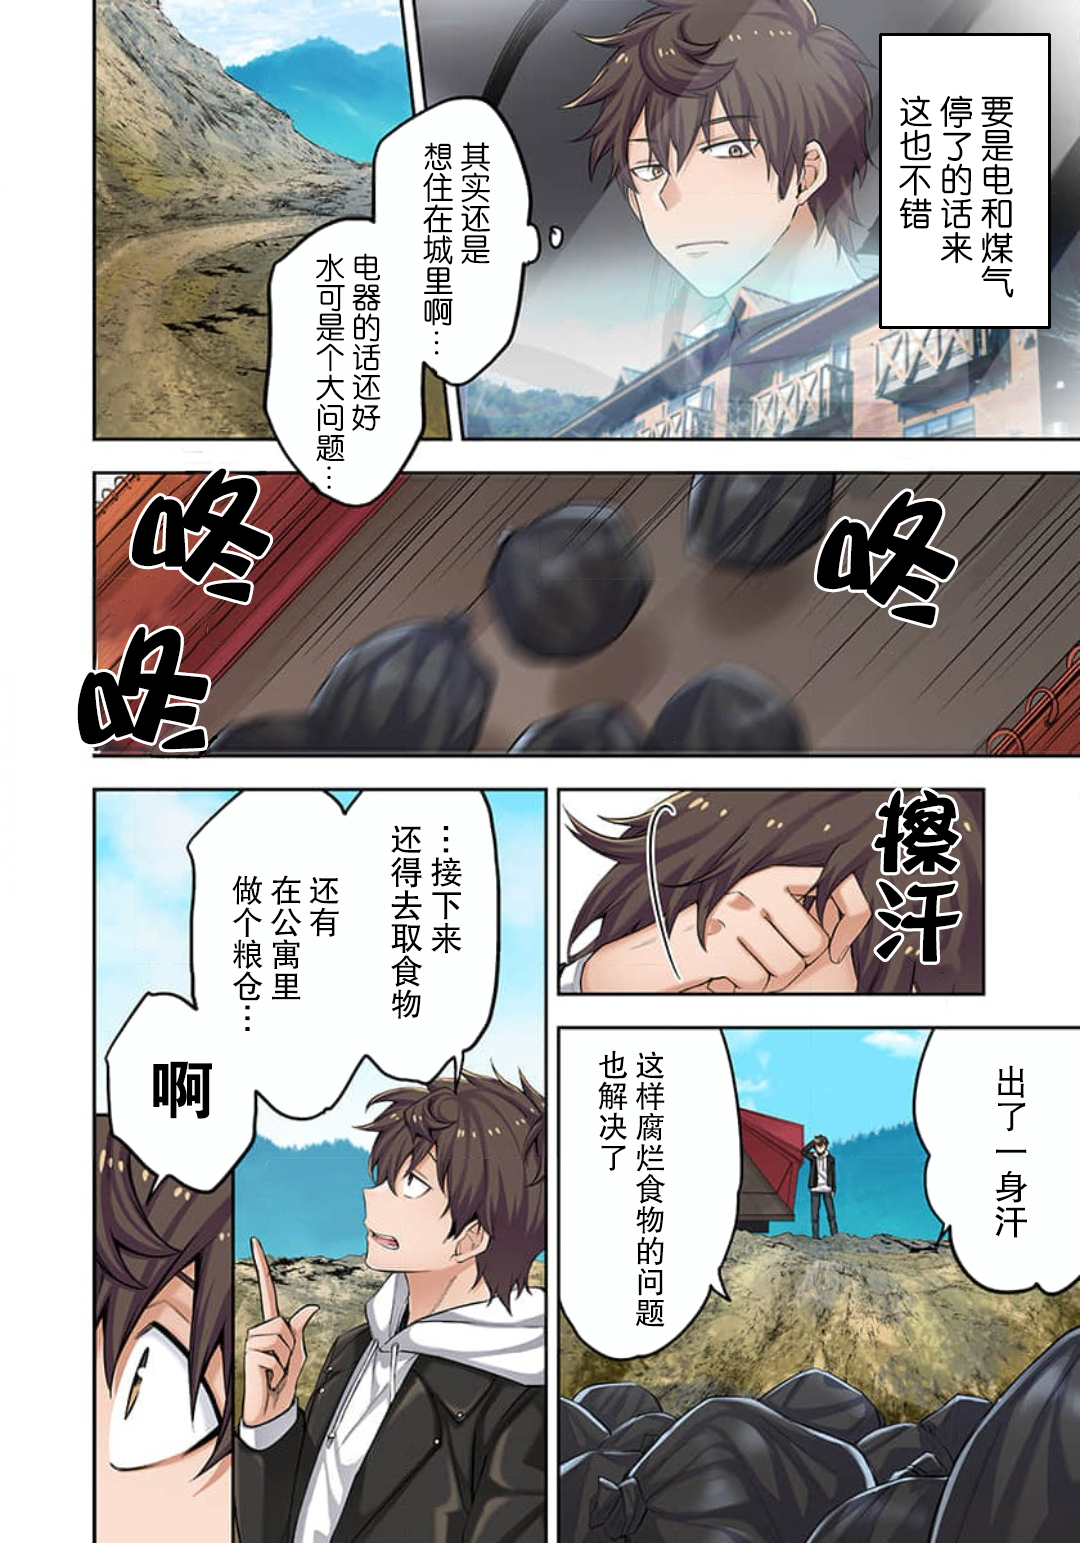 要是电和煤气
停了的话来
这也不错
其实还是
想住在城里啊…
电器的话还好
水可是个大问题…
咚
咚
咚
擦汗
出了一身汗
这样腐烂食物的问题
也解决了
…接下来
还得去取食物
还有
在公寓里
做个粮仓…
啊